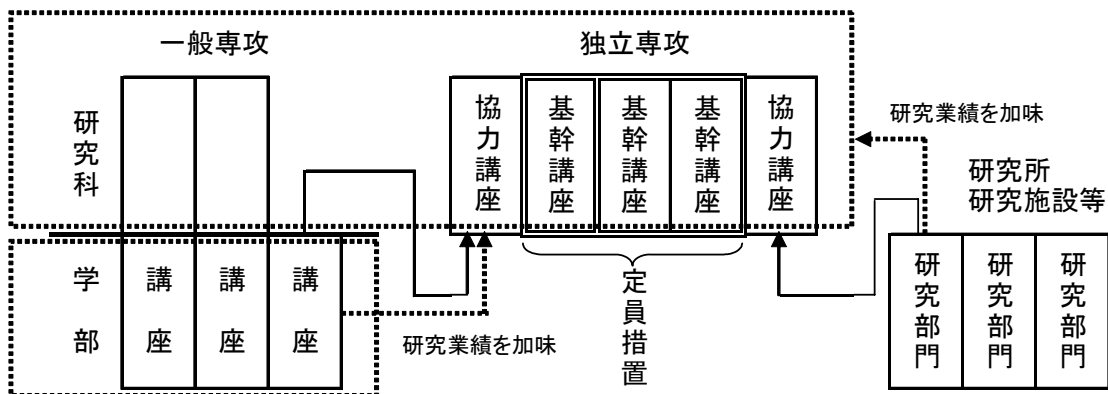 一般専攻
独立専攻
研究科
協力講座
基幹講座
基幹講座
基幹講座
協力講座
研究業績を加味
研究所
研究施設等
学部
講座
講座
講座
研究業績を加味
定員措置
研究部門
研究部門
研究部門